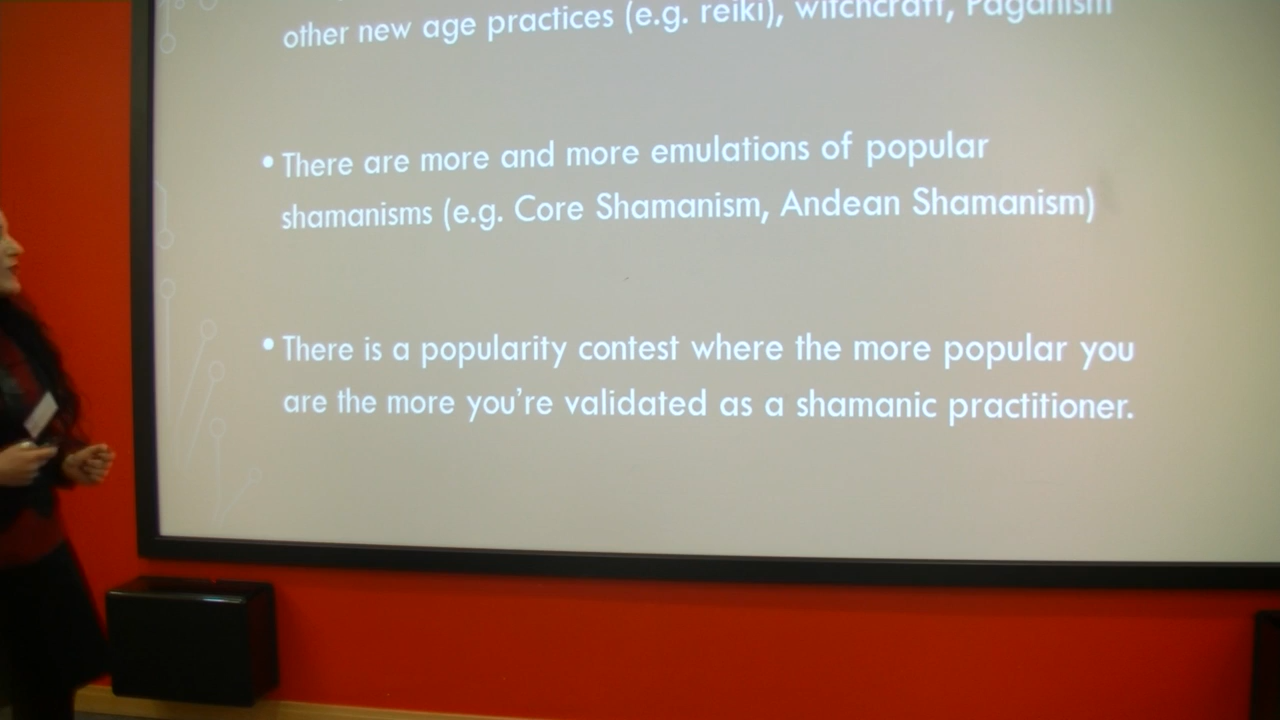 other new age practices (e.g. reiki), witchcraft, Paganism
• There are more and more emulations of popular
shamanisms (e.g. Core Shamanism, Andean Shamanism)
• There is a popularity contest where the more popular you
are the more you're validated as a shamanic practitioner.